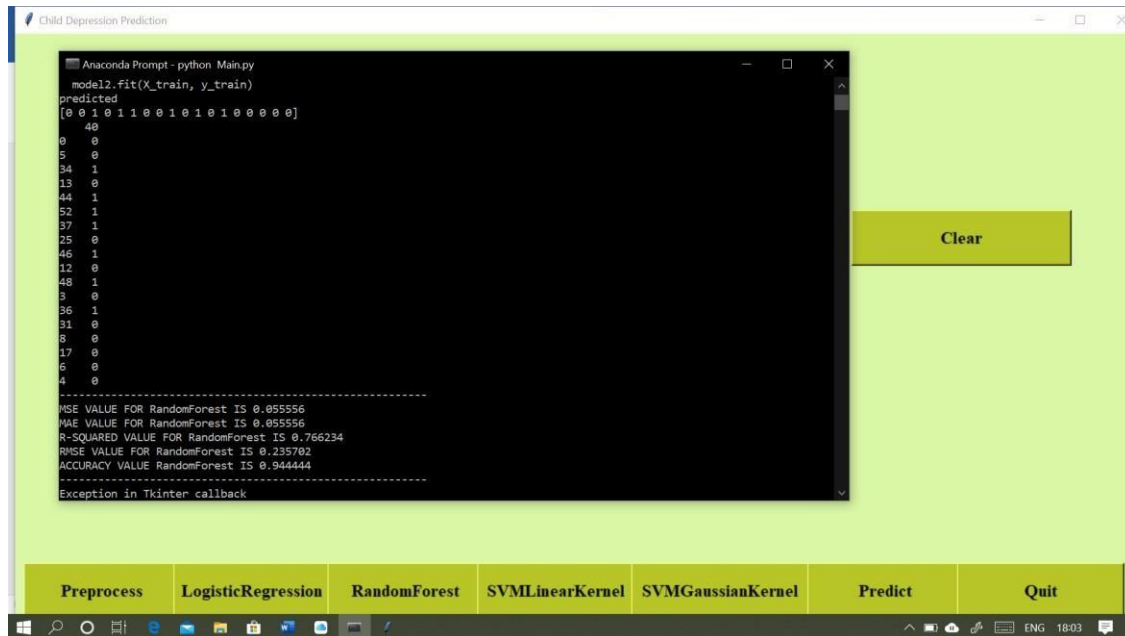 Child Depression Prediction
Anaconda Prompt - python Main.py
model2.fit(X_train, y_train)
predicted
[0 0 1 0 1 1 0 0 1 0 1 0 1 0 0 0 0 0]
40
0 0
5 0
34 1
13 0
44 1
52 1
37 1
25 0
46 1
12 0
48 1
3 0
36 1
31 0
8 0
17 0
6 0
4 0
------------------------------------------------------------
MSE VALUE FOR RandomForest IS 0.055556
MAE VALUE FOR RandomForest IS 0.055556
R-SQUARED VALUE FOR RandomForest IS 0.766234
RMSE VALUE FOR RandomForest IS 0.235702
ACCURACY VALUE RandomForest IS 0.944444
------------------------------------------------------------
Exception in Tkinter callback
Clear
Preprocess LogisticRegression RandomForest SVMLinearKernel SVMGaussianKernel Predict Quit
ENG 18:03